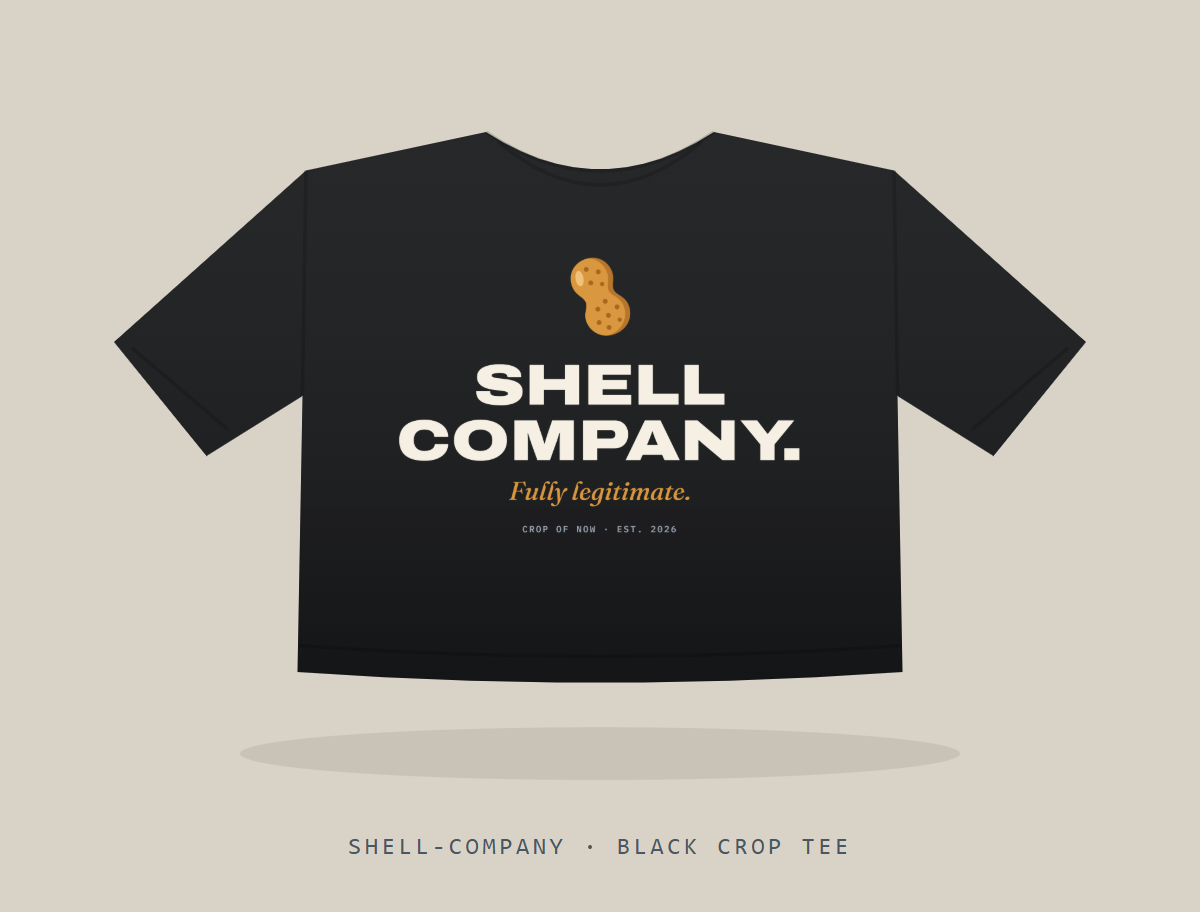 SHELL
COMPANY.
Fully legitimate.
CROP OF NOW · EST. 2026
SHELL-COMPANY · BLACK CROP TEE